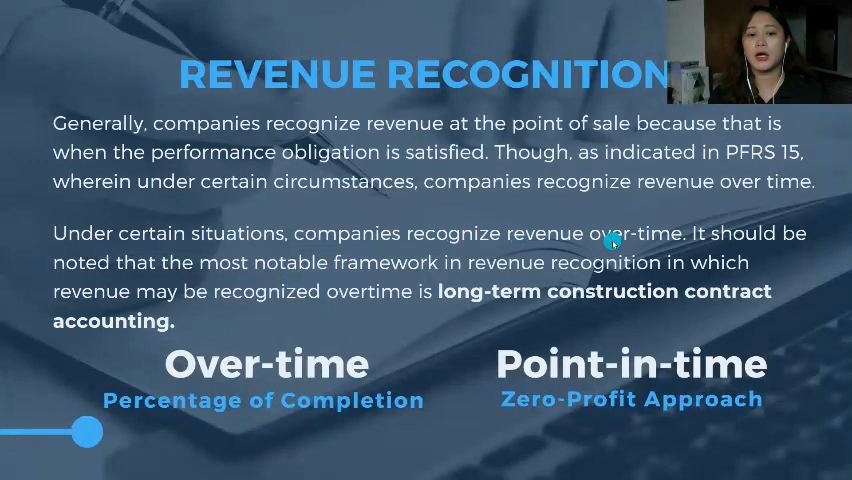 REVENUE RECOGNITION
Generally, companies recognize revenue at the point of sale because that is
when the performance obligation is satisfied. Though, as indicated in PFRS 15,
wherein under certain circumstances, companies recognize revenue over time.
Under certain situations, companies recognize revenue over-time. It should be
noted that the most notable framework in revenue recognition in which
revenue may be recognized overtime is long-term construction contract
accounting.
Over-time
Point-in-time
Percentage of Completion
Zero-Profit Approach